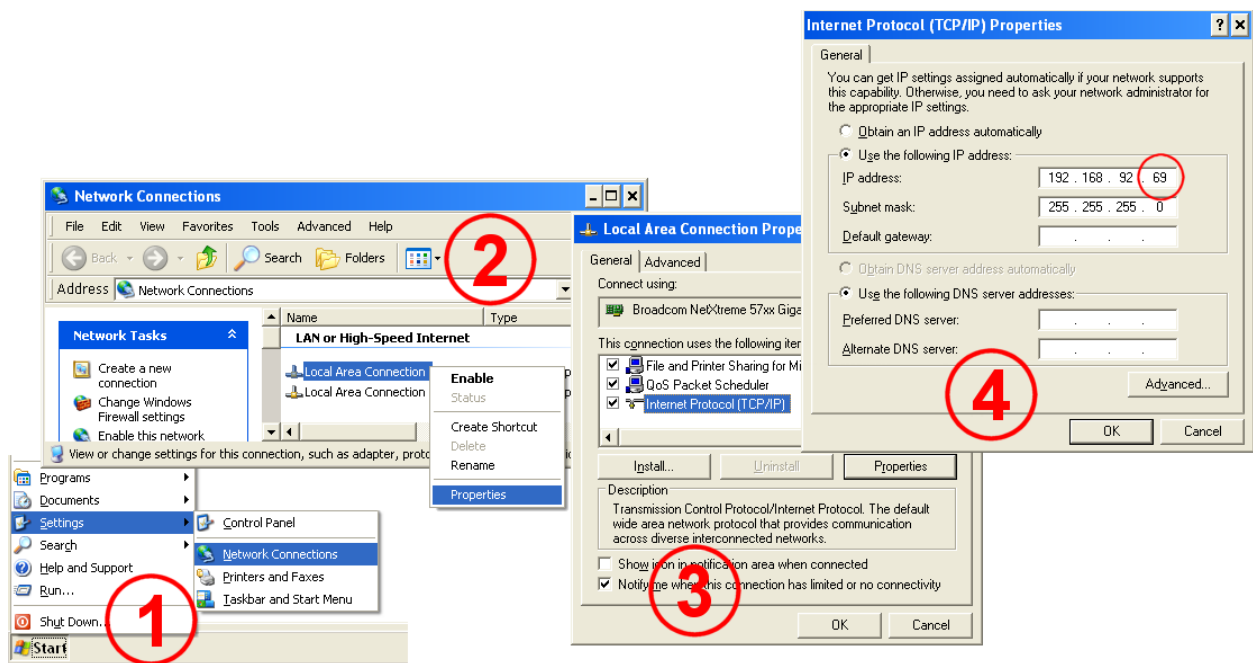 Internet Protocol (TCP/IP) Properties
General
You can get IP settings assigned automatically if your network supports
this capability. Otherwise, you need to ask your network administrator for
the appropriate IP settings.
Obtain an IP address automatically
Use the following IP address:
IP address: 192 . 168 . 92 . 69
Subnet mask: 255 . 255 . 255 . 0
Default gateway: . . .
Obtain DNS server address automatically
Use the following DNS server addresses:
Preferred DNS server: . . .
Alternate DNS server: . . .
Advanced...
4
OK Cancel
Network Connections
File Edit View Favorites Tools Advanced Help
Back Search Folders
2
Address Network Connections
Network Tasks
Create a new
connection
Change Windows
Firewall settings
Enable this network
Name Type
LAN or High-Speed Internet
Local Area Connection
Local Area Connection
View or change settings for this connection, such as adapter, proto
Enable
Status
Create Shortcut
Delete
Rename
Properties
Local Area Connection Prope
General Advanced
Connect using:
Broadcom NetXtreme 57xx Giga
This connection uses the following iter
File and Printer Sharing for Mi
QoS Packet Scheduler
Internet Protocol (TCP/IP)
Install... Uninstall Properties
Description
Transmission Control Protocol/Internet Protocol. The default
wide area network protocol that provides communication
across diverse interconnected networks.
Show icon in notification area when connected
Notify me when this connection has limited or no connectivity
3
OK Cancel
Programs
Documents
Settings
Search
Help and Support
Run...
Shut Down...
Start
Control Panel
Network Connections
Printers and Faxes
Taskbar and Start Menu
1